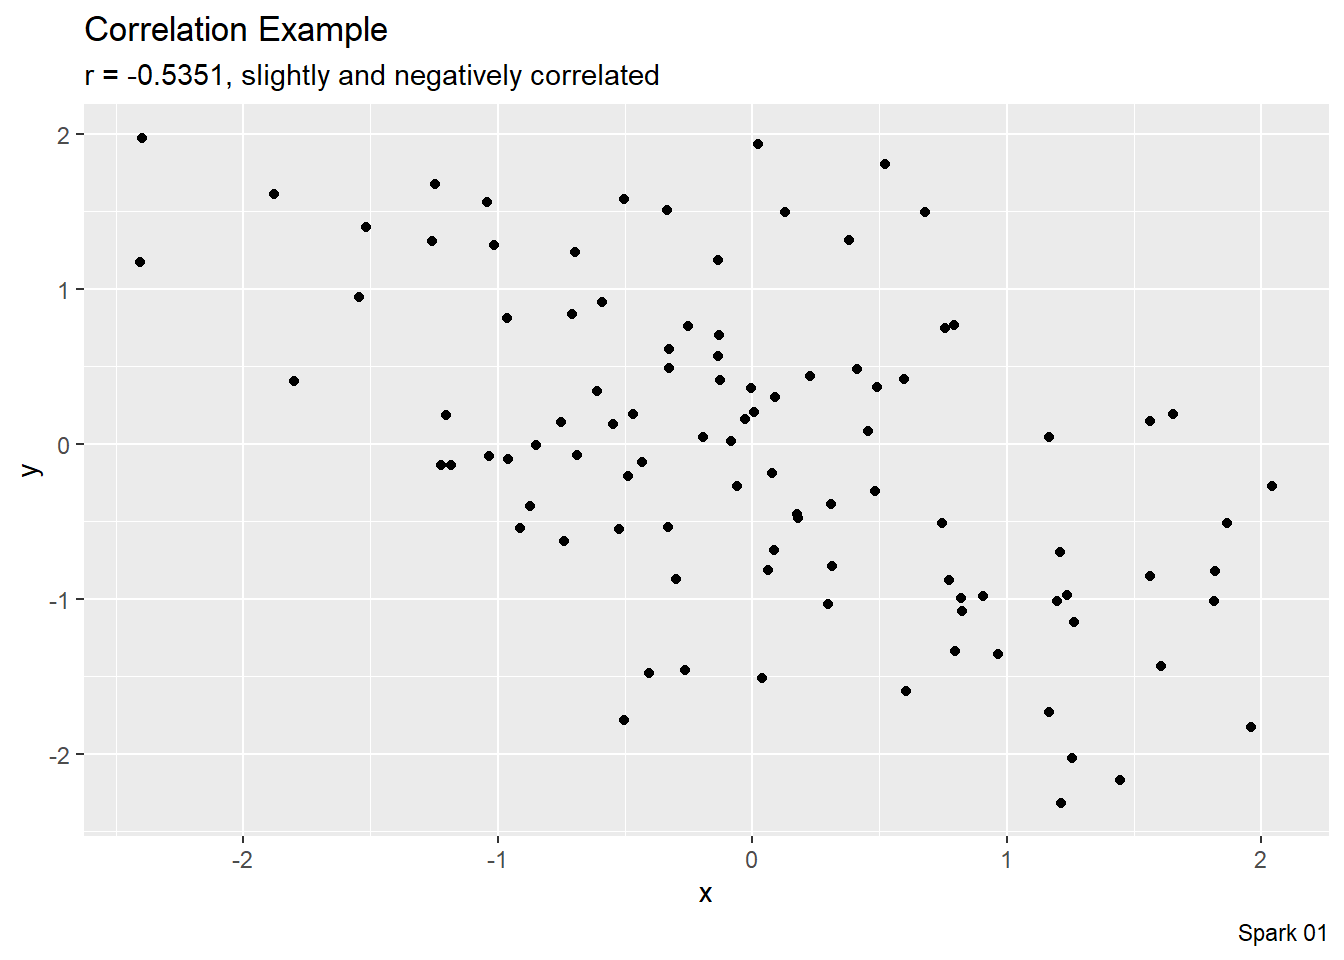 Correlation Example
r = -0.5351, slightly and negatively correlated
2
1
0
-1
-2
y
-2
-1
0
1
2
x
Spark 01